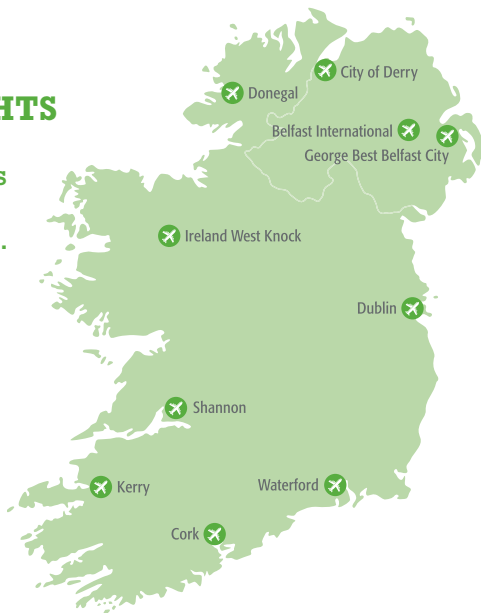 HTS
s
.
City of Derry
Donegal
Belfast International
George Best Belfast City
Ireland West Knock
Dublin
Shannon
Kerry
Waterford
Cork